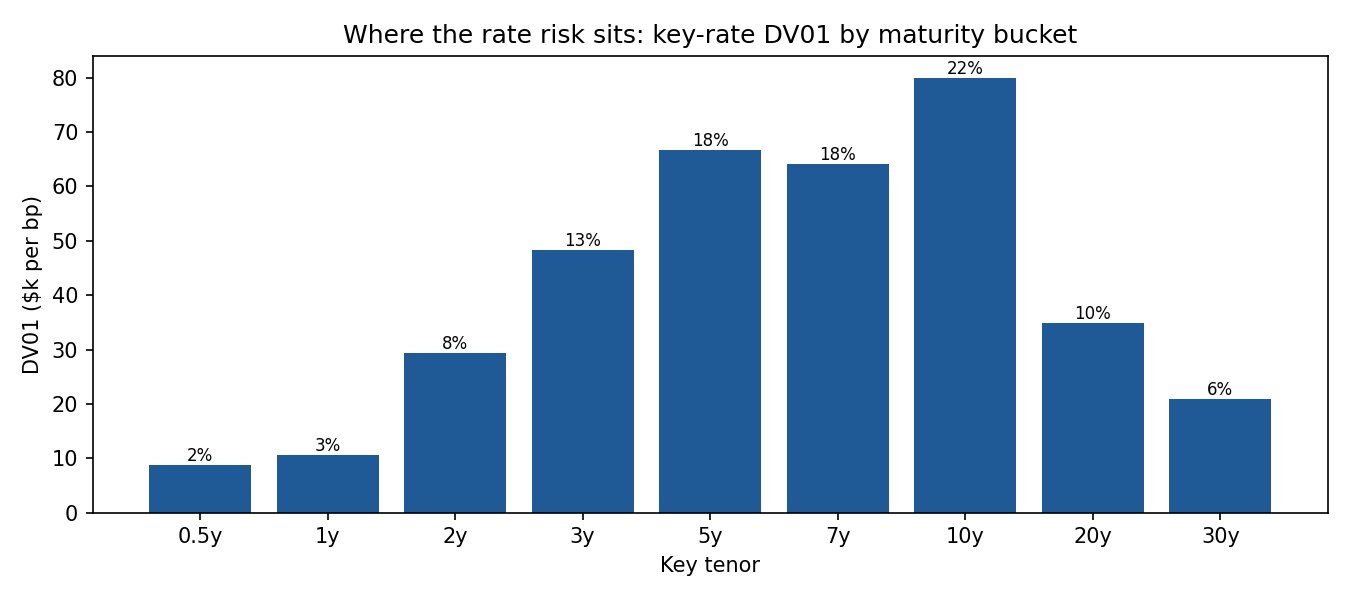 Where the rate risk sits: key-rate DV01 by maturity bucket
DV01 ($k per bp)
80
70
60
50
40
30
20
10
0
2%
3%
8%
13%
18%
18%
22%
10%
6%
0.5y
1y
2y
3y
5y
7y
10y
20y
30y
Key tenor